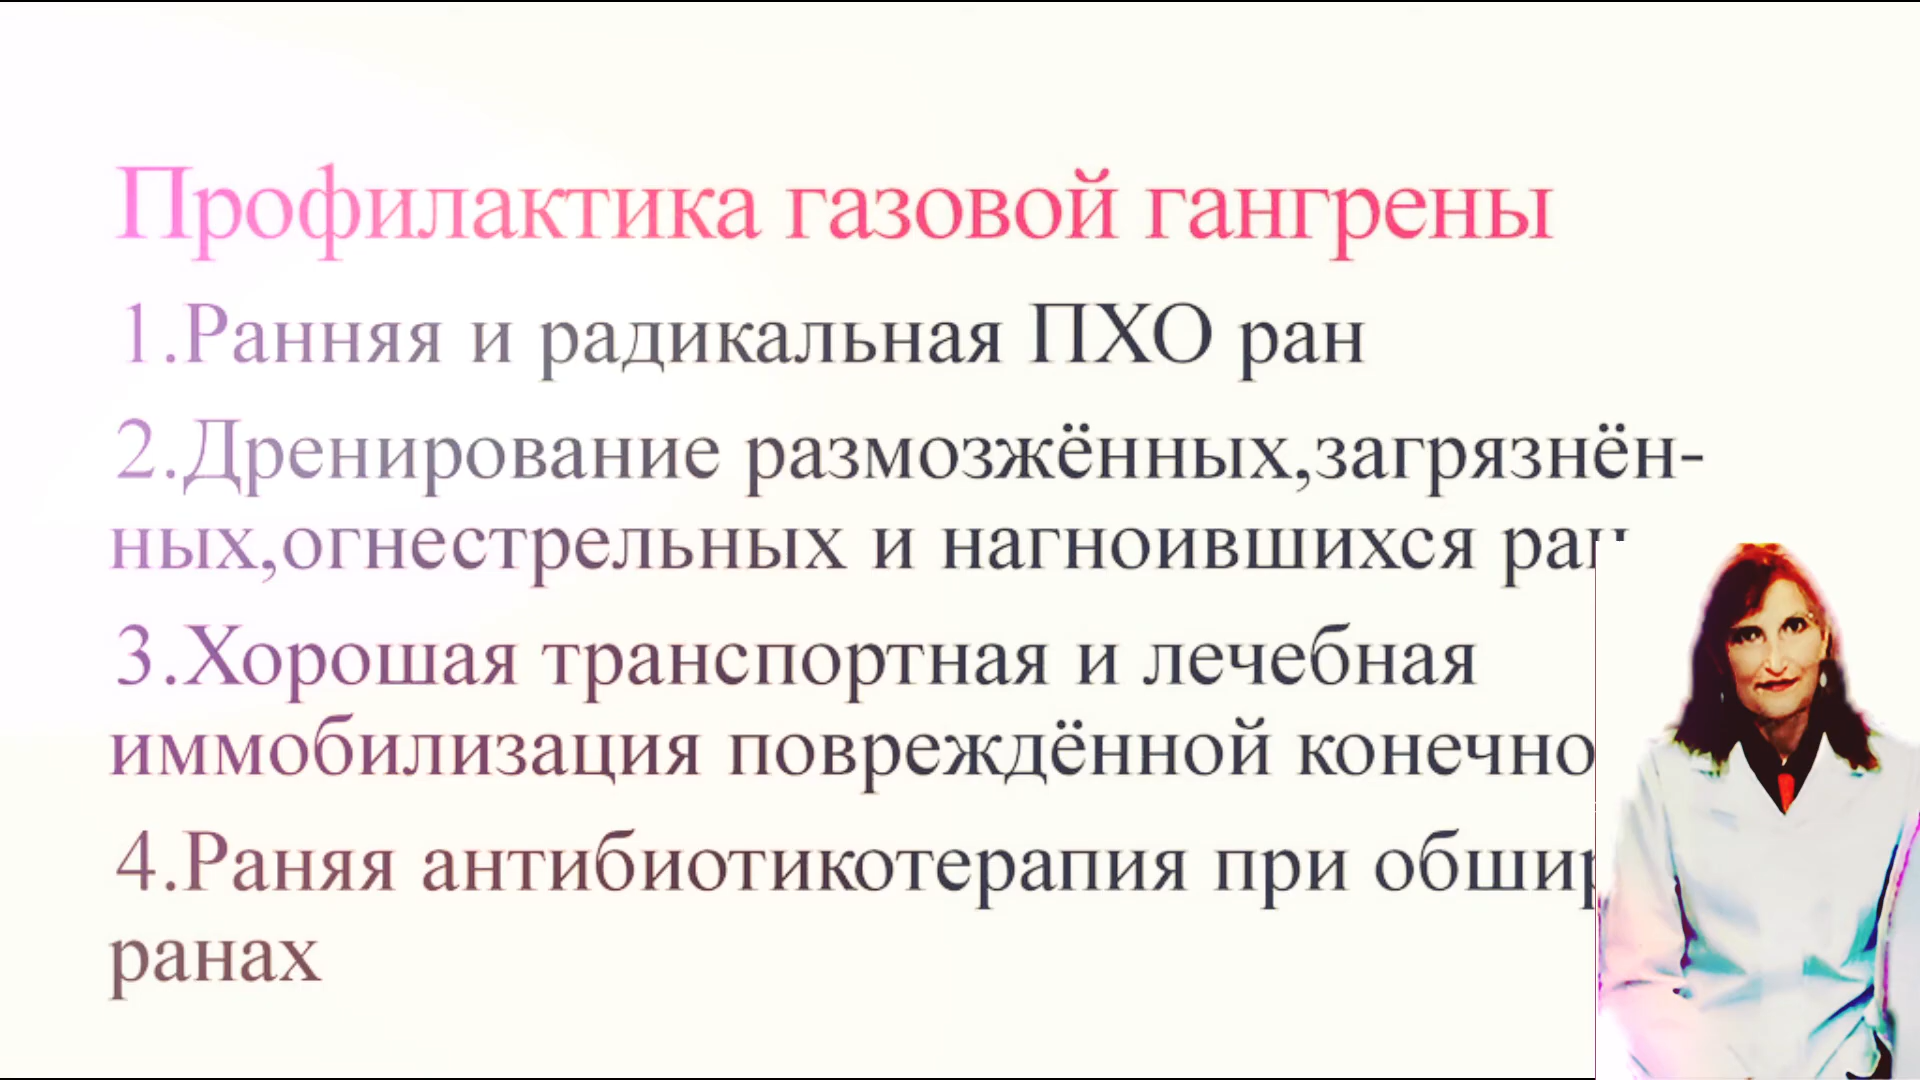 Профилактика газовой гангрены
1.Ранняя и радикальная ПХО ран
2.Дренирование размозжённых,загрязнён-
ных,огнестрельных и нагноившихся ран
3.Хорошая транспортная и лечебная
иммобилизация повреждённой
4.Раняя антибиотикотерапия при
ранах